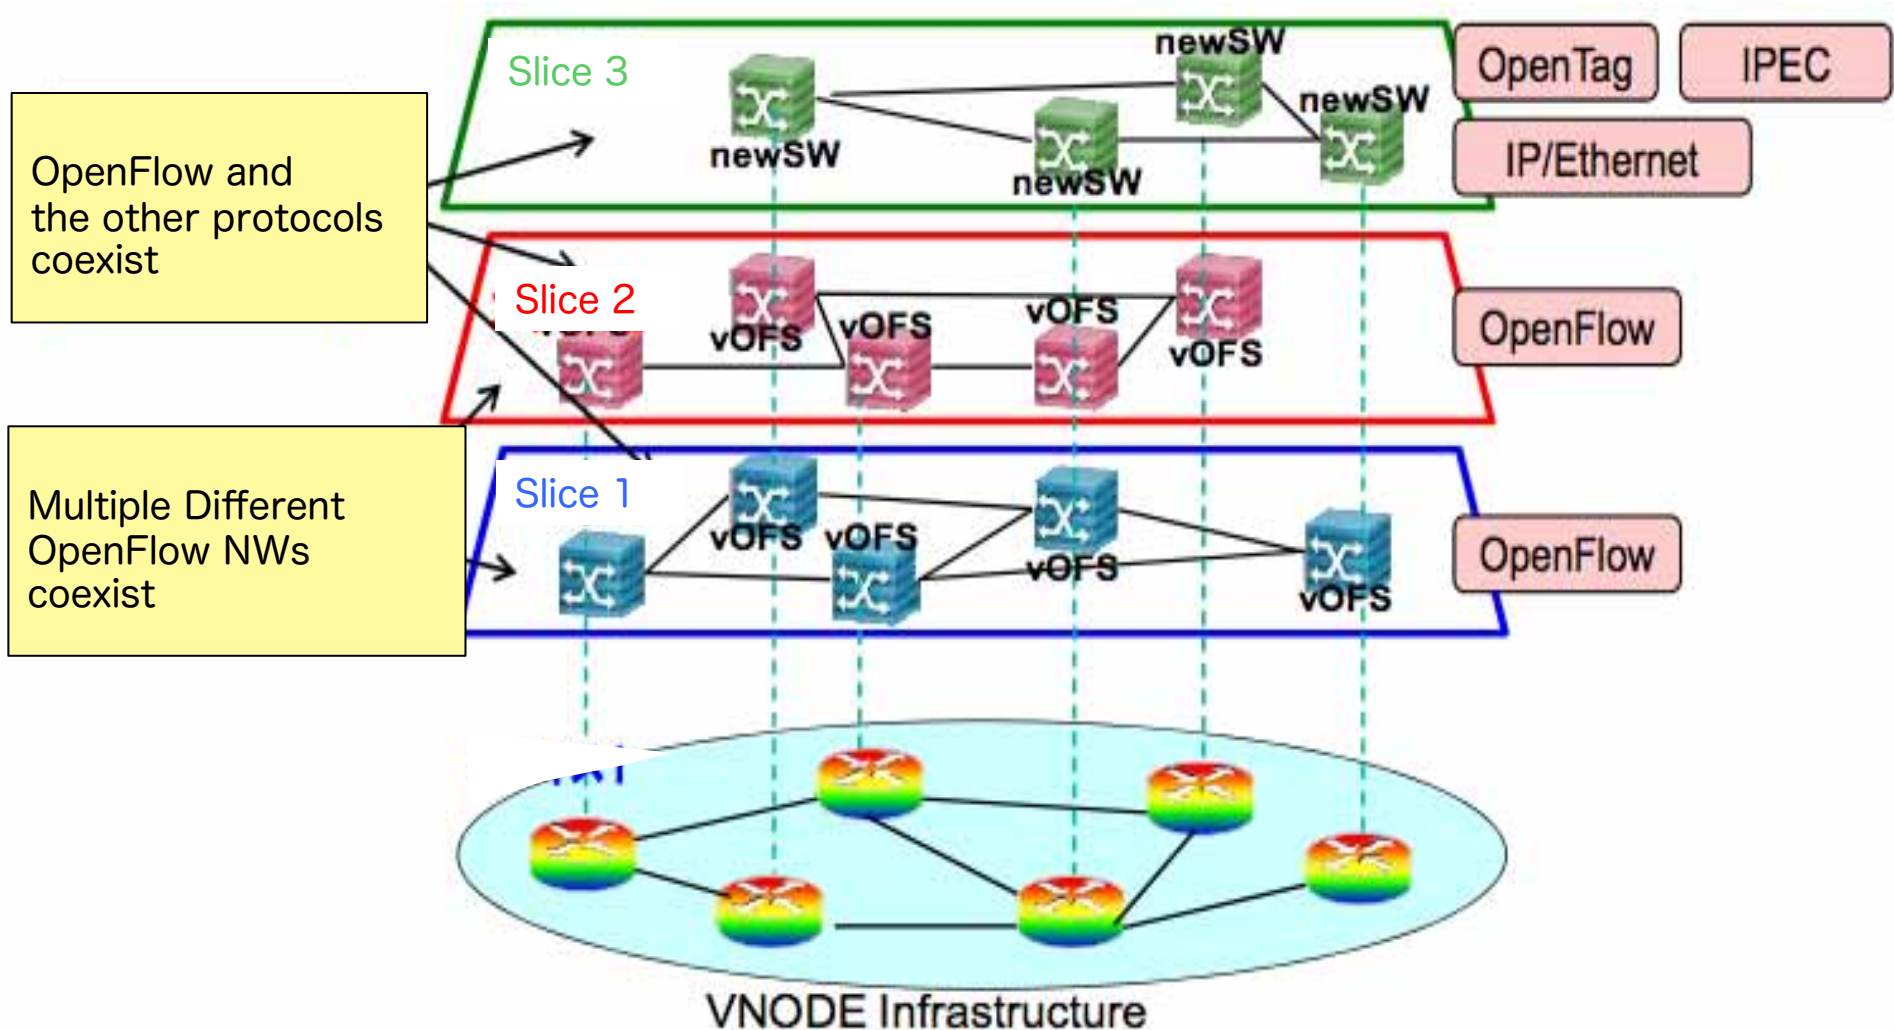 Slice 3
newSW
newSW
newSW
newSW
OpenTag
IPEC
IP/Ethernet
OpenFlow and
the other protocols
coexist
Slice 2
vOFS
vOFS
vOFS
vOFS
OpenFlow
Multiple Different
OpenFlow NWs
coexist
Slice 1
vOFS
vOFS
vOFS
vOFS
OpenFlow
VNODE Infrastructure